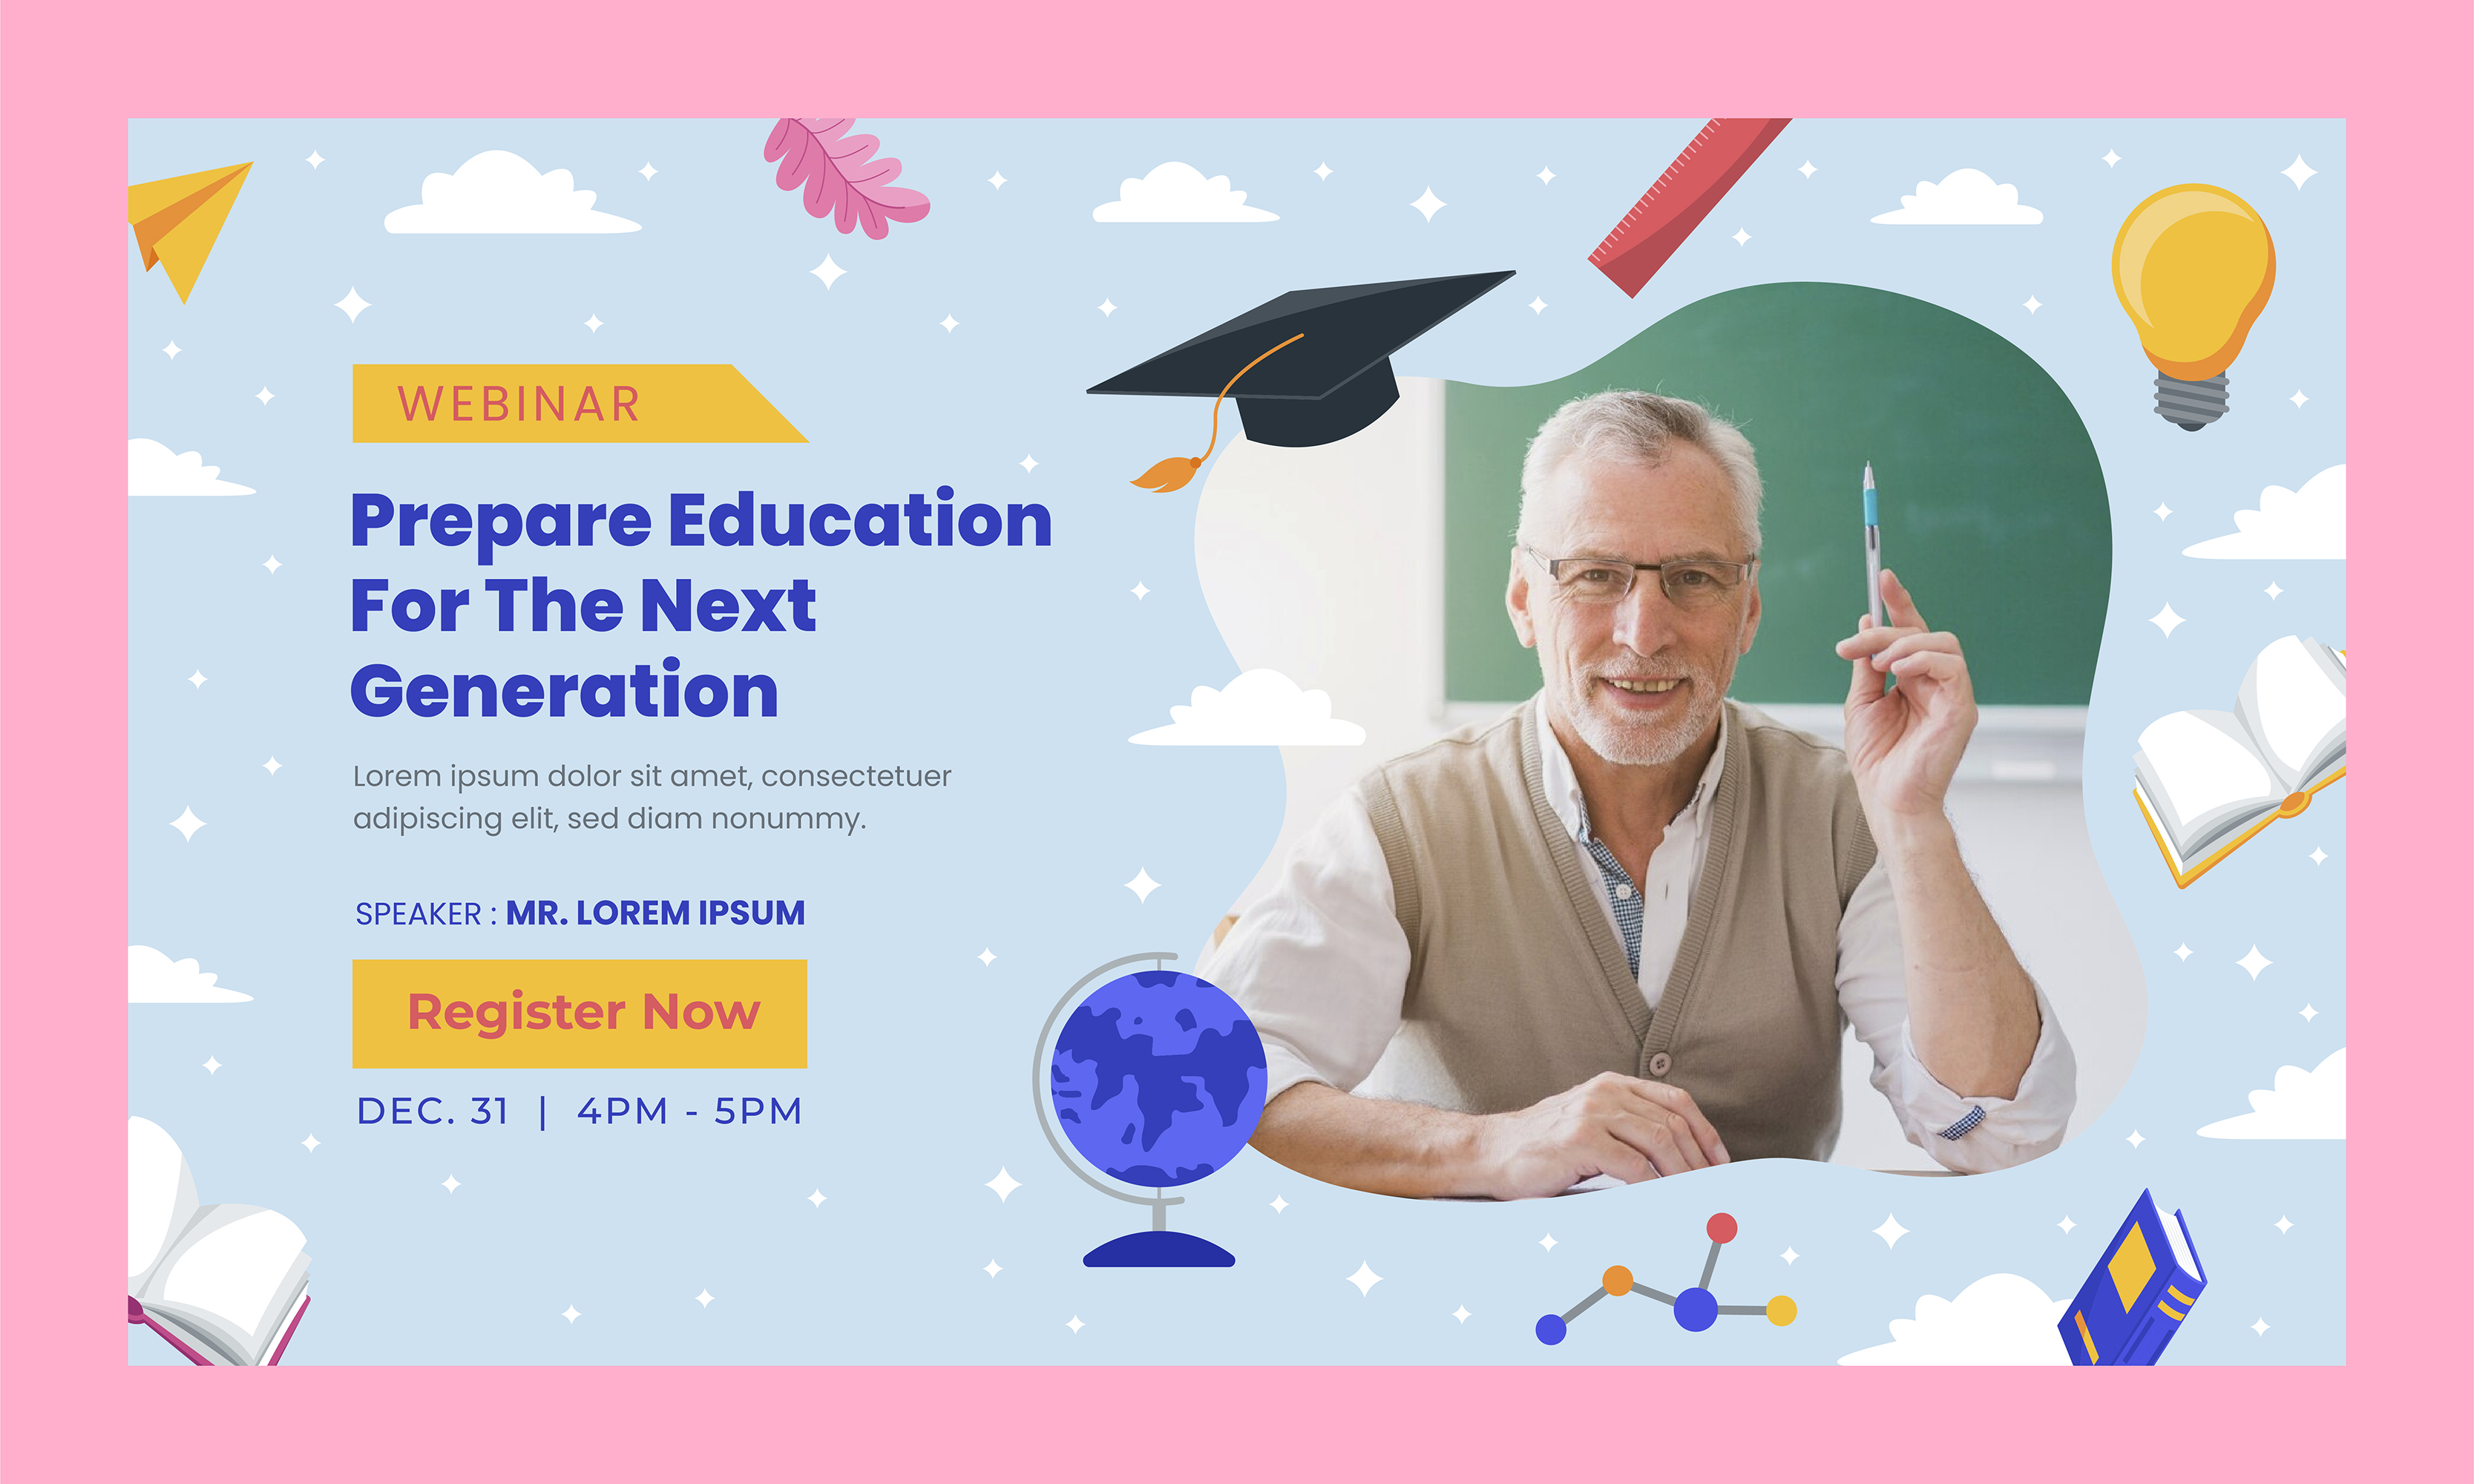 WEBINAR
Prepare Education
For The Next
Generation
Lorem ipsum dolor sit amet, consectetuer
adipiscing elit, sed diam nonummy.
SPEAKER : MR. LOREM IPSUM
Register Now
DEC. 31 | 4PM - 5PM